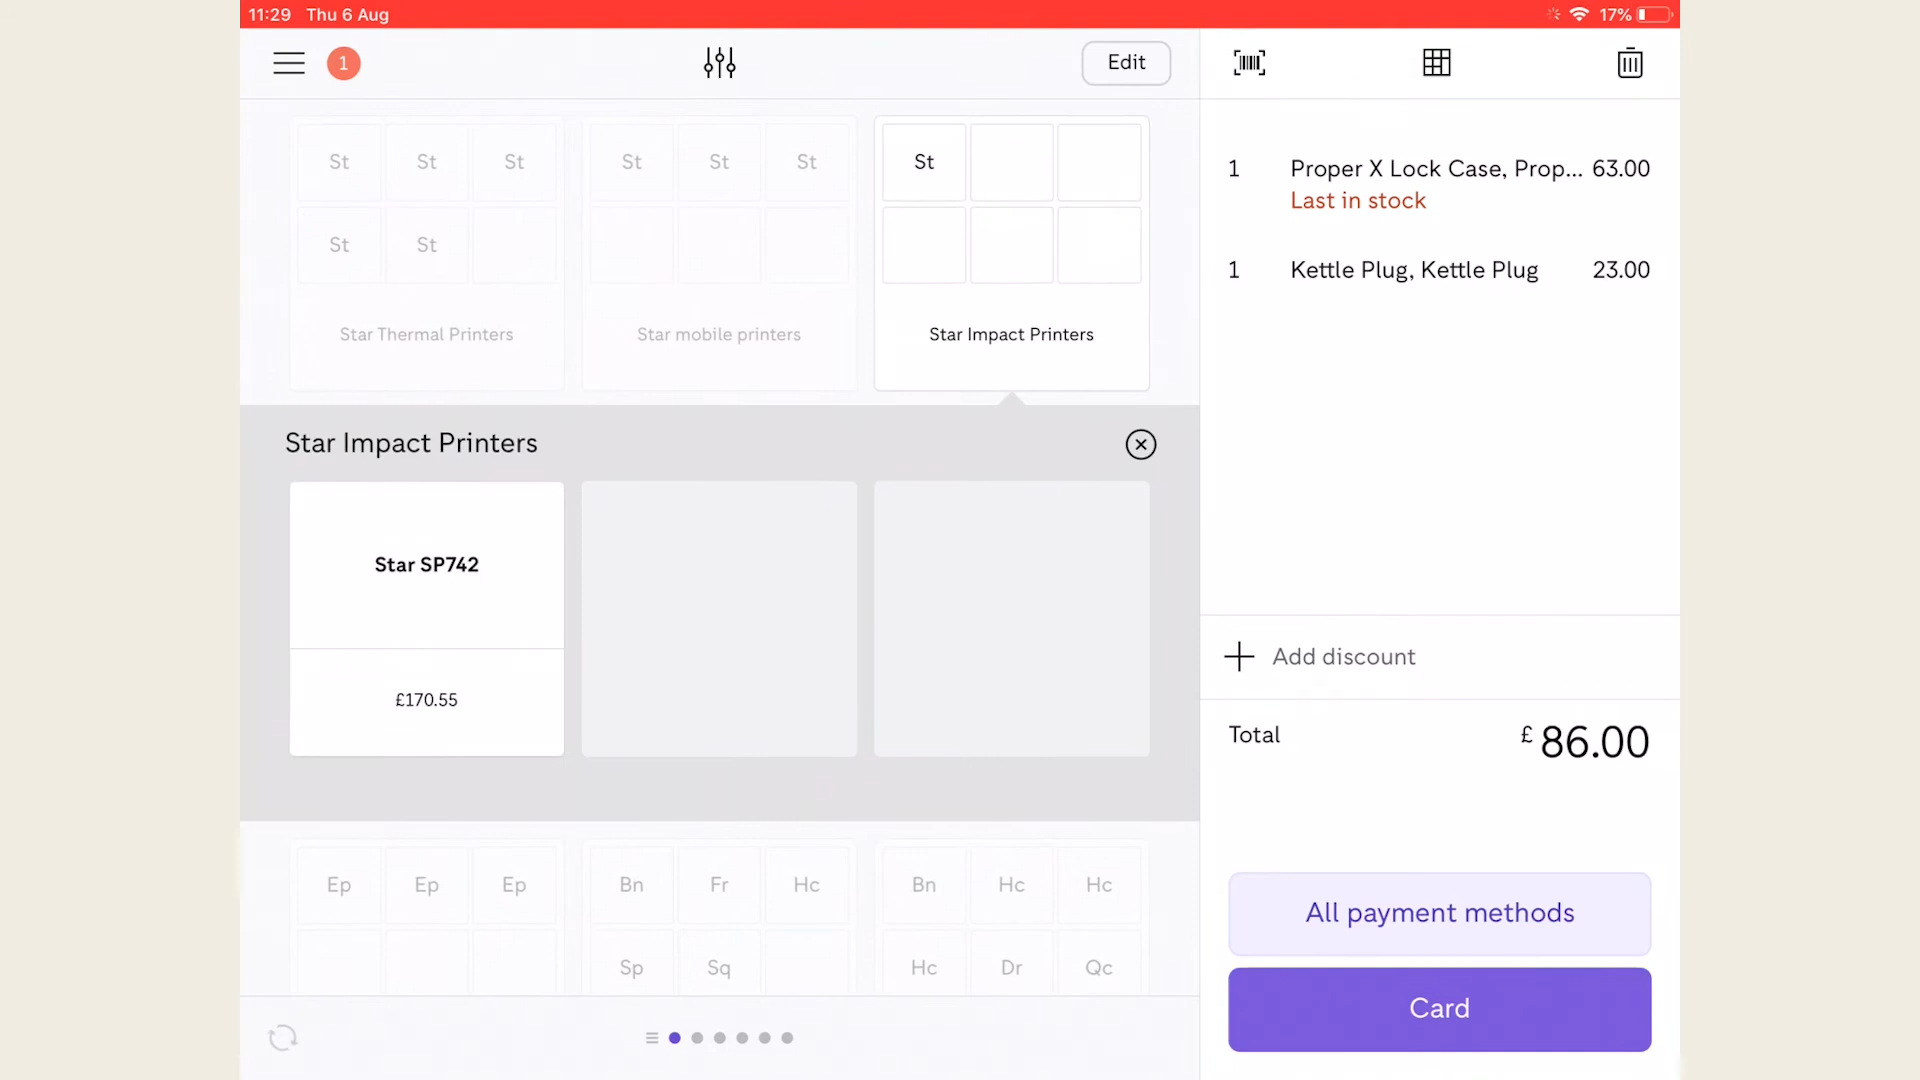 11:29 Thu 6 Aug
17%
1
Edit
St St St
St St
Star Thermal Printers
St St St
Star mobile printers
St
Star Impact Printers
Star Impact Printers
Star SP742
£170.55
Ep Ep Ep
Bn Fr Hc
Sp Sq
Bn Hc Hc
Hc Dr Qc
1 Proper X Lock Case, Prop... 63.00
Last in stock
1 Kettle Plug, Kettle Plug 23.00
Add discount
Total £ 86.00
All payment methods
Card